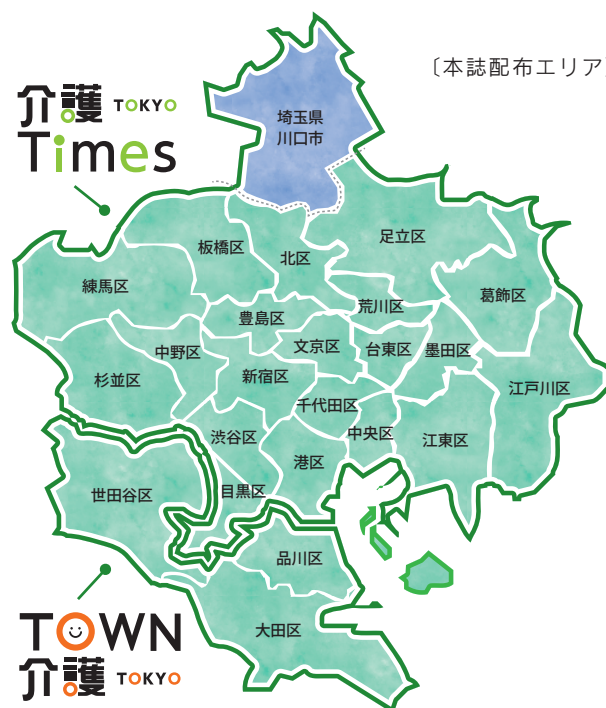 〔本誌配布エリア〕
介護 TOKYO
Times
埼玉県
川口市
板橋区
北区
足立区
練馬区
荒川区
葛飾区
豊島区
中野区
文京区
台東区
墨田区
杉並区
新宿区
江戸川区
千代田区
渋谷区
中央区
江東区
港区
世田谷区
目黒区
品川区
大田区
TOWN
介護 TOKYO